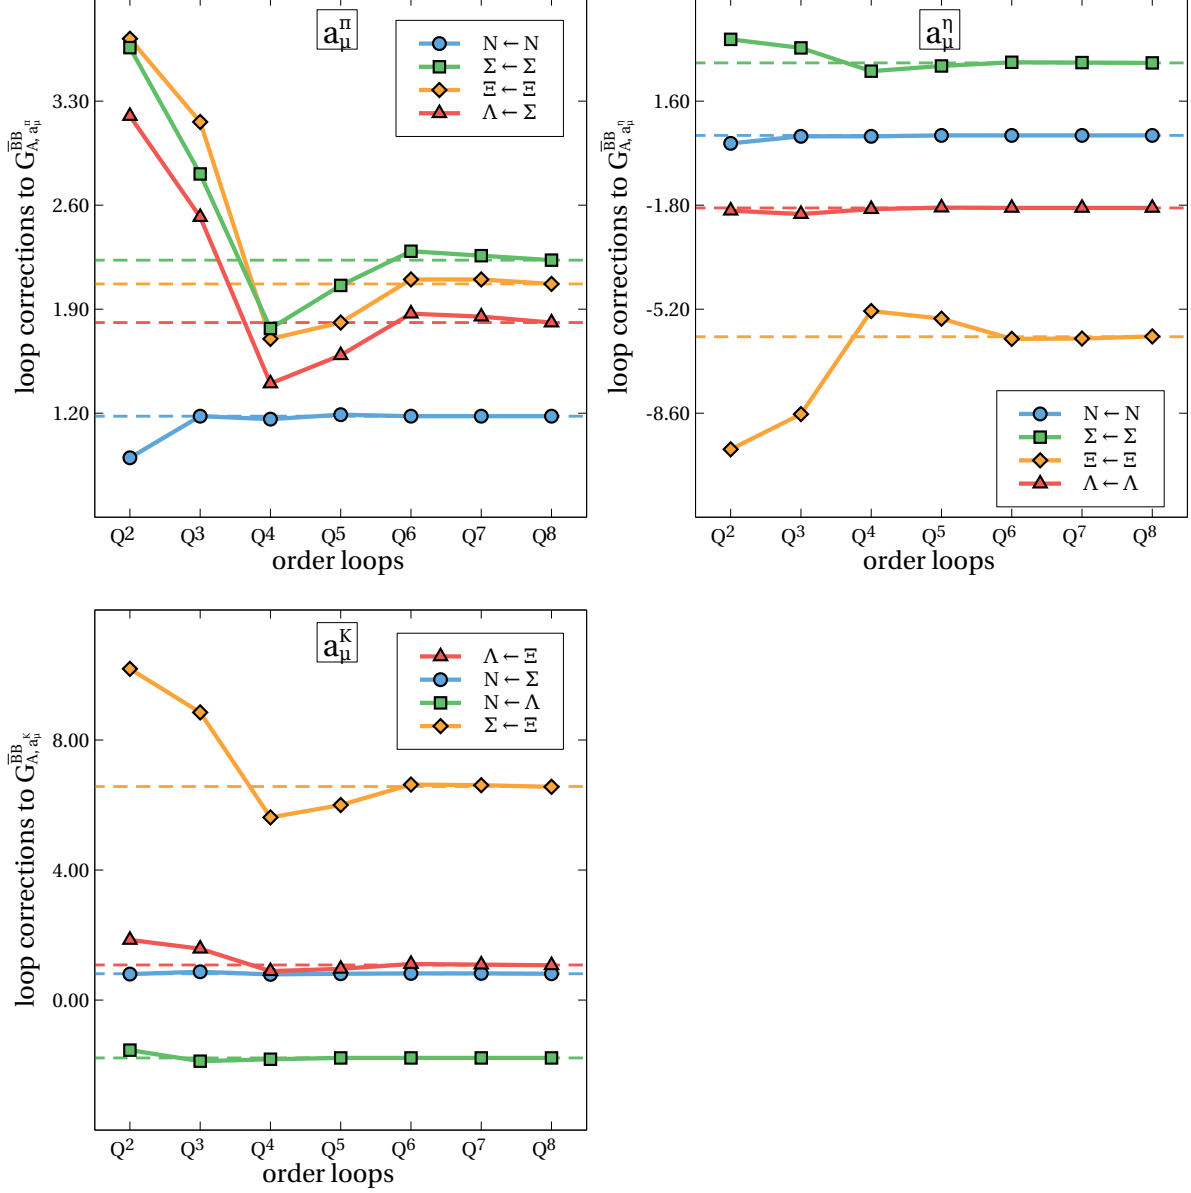 a_μ^π
N ← N
Σ ← Σ
Ξ ← Ξ
Λ ← Σ
3.30
2.60
1.90
1.20
loop corrections to G_{A, a_μ^π}^{B̅B}
Q² Q³ Q⁴ Q⁵ Q⁶ Q⁷ Q⁸
order loops
a_μ^η
1.60
-1.80
-5.20
-8.60
loop corrections to G_{A, a_μ^η}^{B̅B}
N ← N
Σ ← Σ
Ξ ← Ξ
Λ ← Λ
Q² Q³ Q⁴ Q⁵ Q⁶ Q⁷ Q⁸
order loops
a_μ^K
Λ ← Ξ
N ← Σ
N ← Λ
Σ ← Ξ
8.00
4.00
0.00
loop corrections to G_{A, a_μ^K}^{B̅B}
Q² Q³ Q⁴ Q⁵ Q⁶ Q⁷ Q⁸
order loops